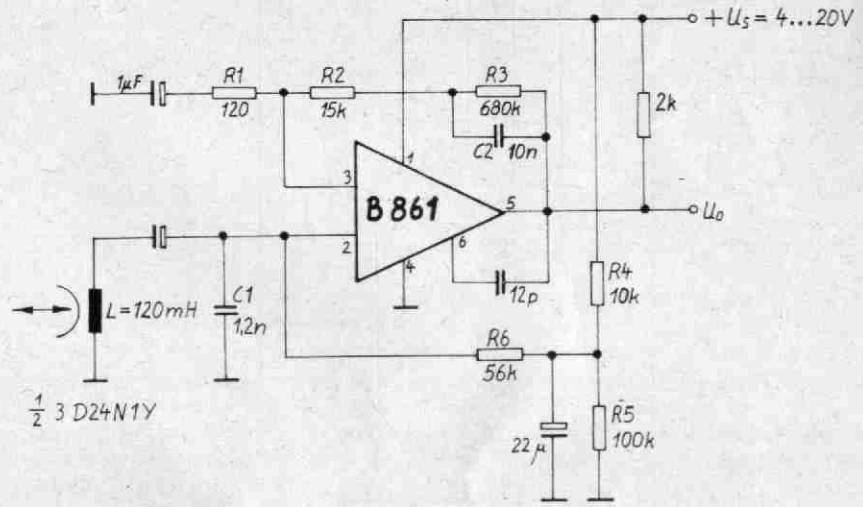 + Us = 4...20V
1µF
R1
120
R2
15k
R3
680k
C2 10n
2k
B 861
1
3
2
4
5
6
12p
U0
C1
1,2n
L = 120mH
R4
10k
R6
56k
R5
100k
22µ
1/2 3 D24N1Y